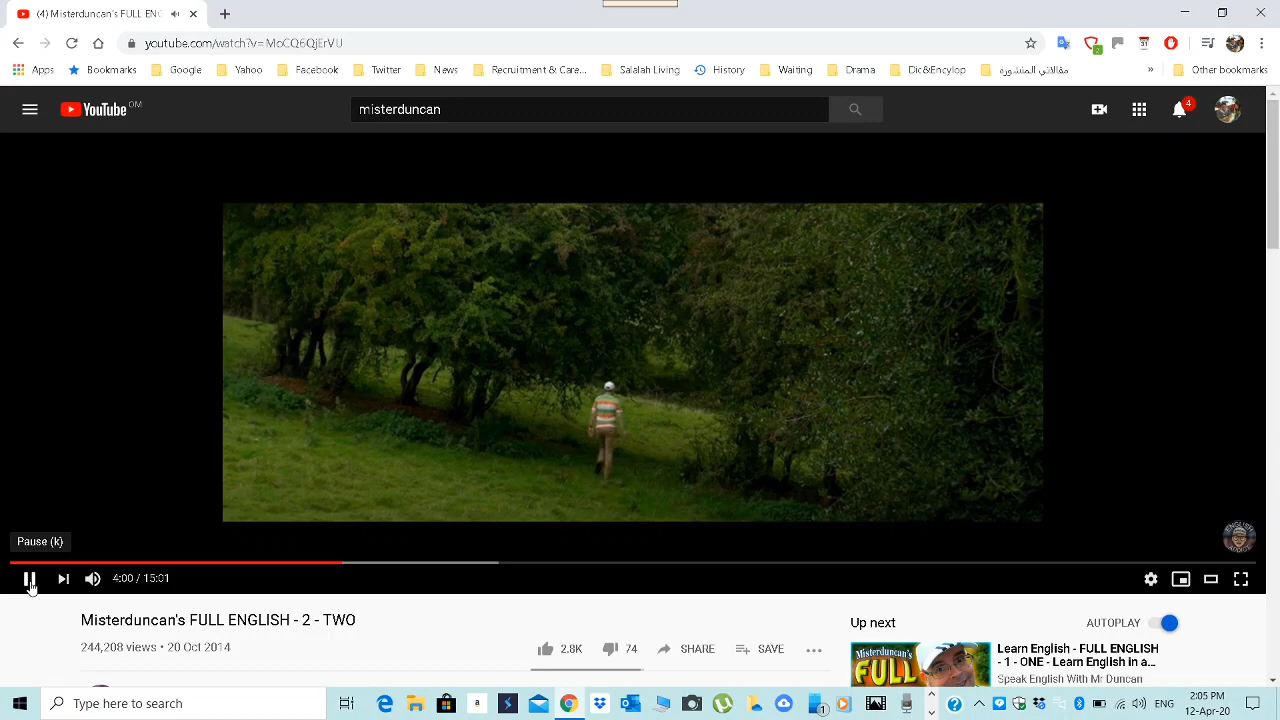 (4) Misterduncan's FULL ENG
youtube.com/watch?v=MoCQ6QjErVU
Apps Bookmarks Google Yahoo Facebook Twitter News Recruitment & Care... Salalah Living History Waiting Drama Dic&Encylop مقالاتي المنشورة » Other bookmarks
YouTube OM
misterduncan
4
Pause (k)
4:00 / 15:01
Misterduncan's FULL ENGLISH - 2 - TWO
244,208 views • 20 Oct 2014
2.8K 74 SHARE SAVE
Up next AUTOPLAY
Misterduncan's
FULL
Learn English - FULL ENGLISH
- 1 - ONE - Learn English in a...
Speak English With Mr Duncan
Type here to search
ENG
2:05 PM
12-Apr-20